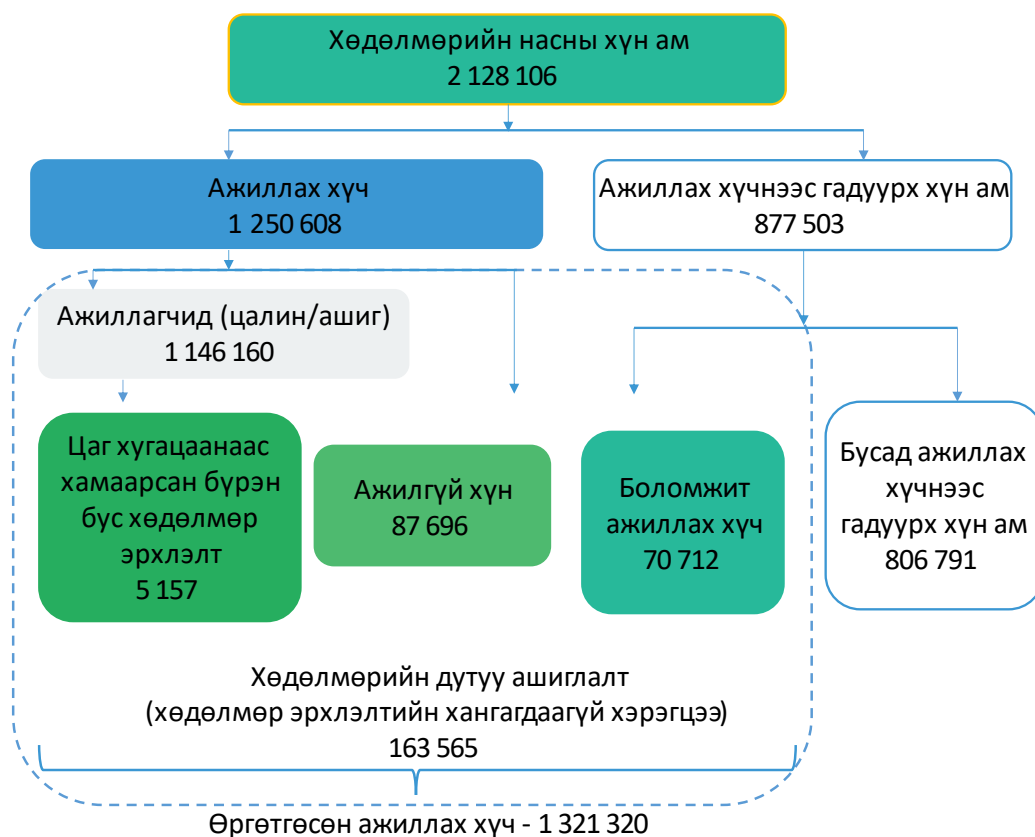 Хөдөлмөрийн насны хүн ам
2 128 106
Ажиллах хүч
1 250 608
Ажиллах хүчнээс гадуурх хүн ам
877 503
Ажиллагчид (цалин/ашиг)
1 146 160
Цаг хугацаанаас
хамаарсан бүрэн
бус хөдөлмөр
эрхлэлт
5 157
Ажилгүй хүн
87 696
Боломжит
ажиллах хүч
70 712
Бусад ажиллах
хүчнээс
гадуурх хүн ам
806 791
Хөдөлмөрийн дутуу ашиглалт
(хөдөлмөр эрхлэлтийн хангагдаагүй хэрэгцээ)
163 565
Өргөтгөсөн ажиллах хүч - 1 321 320